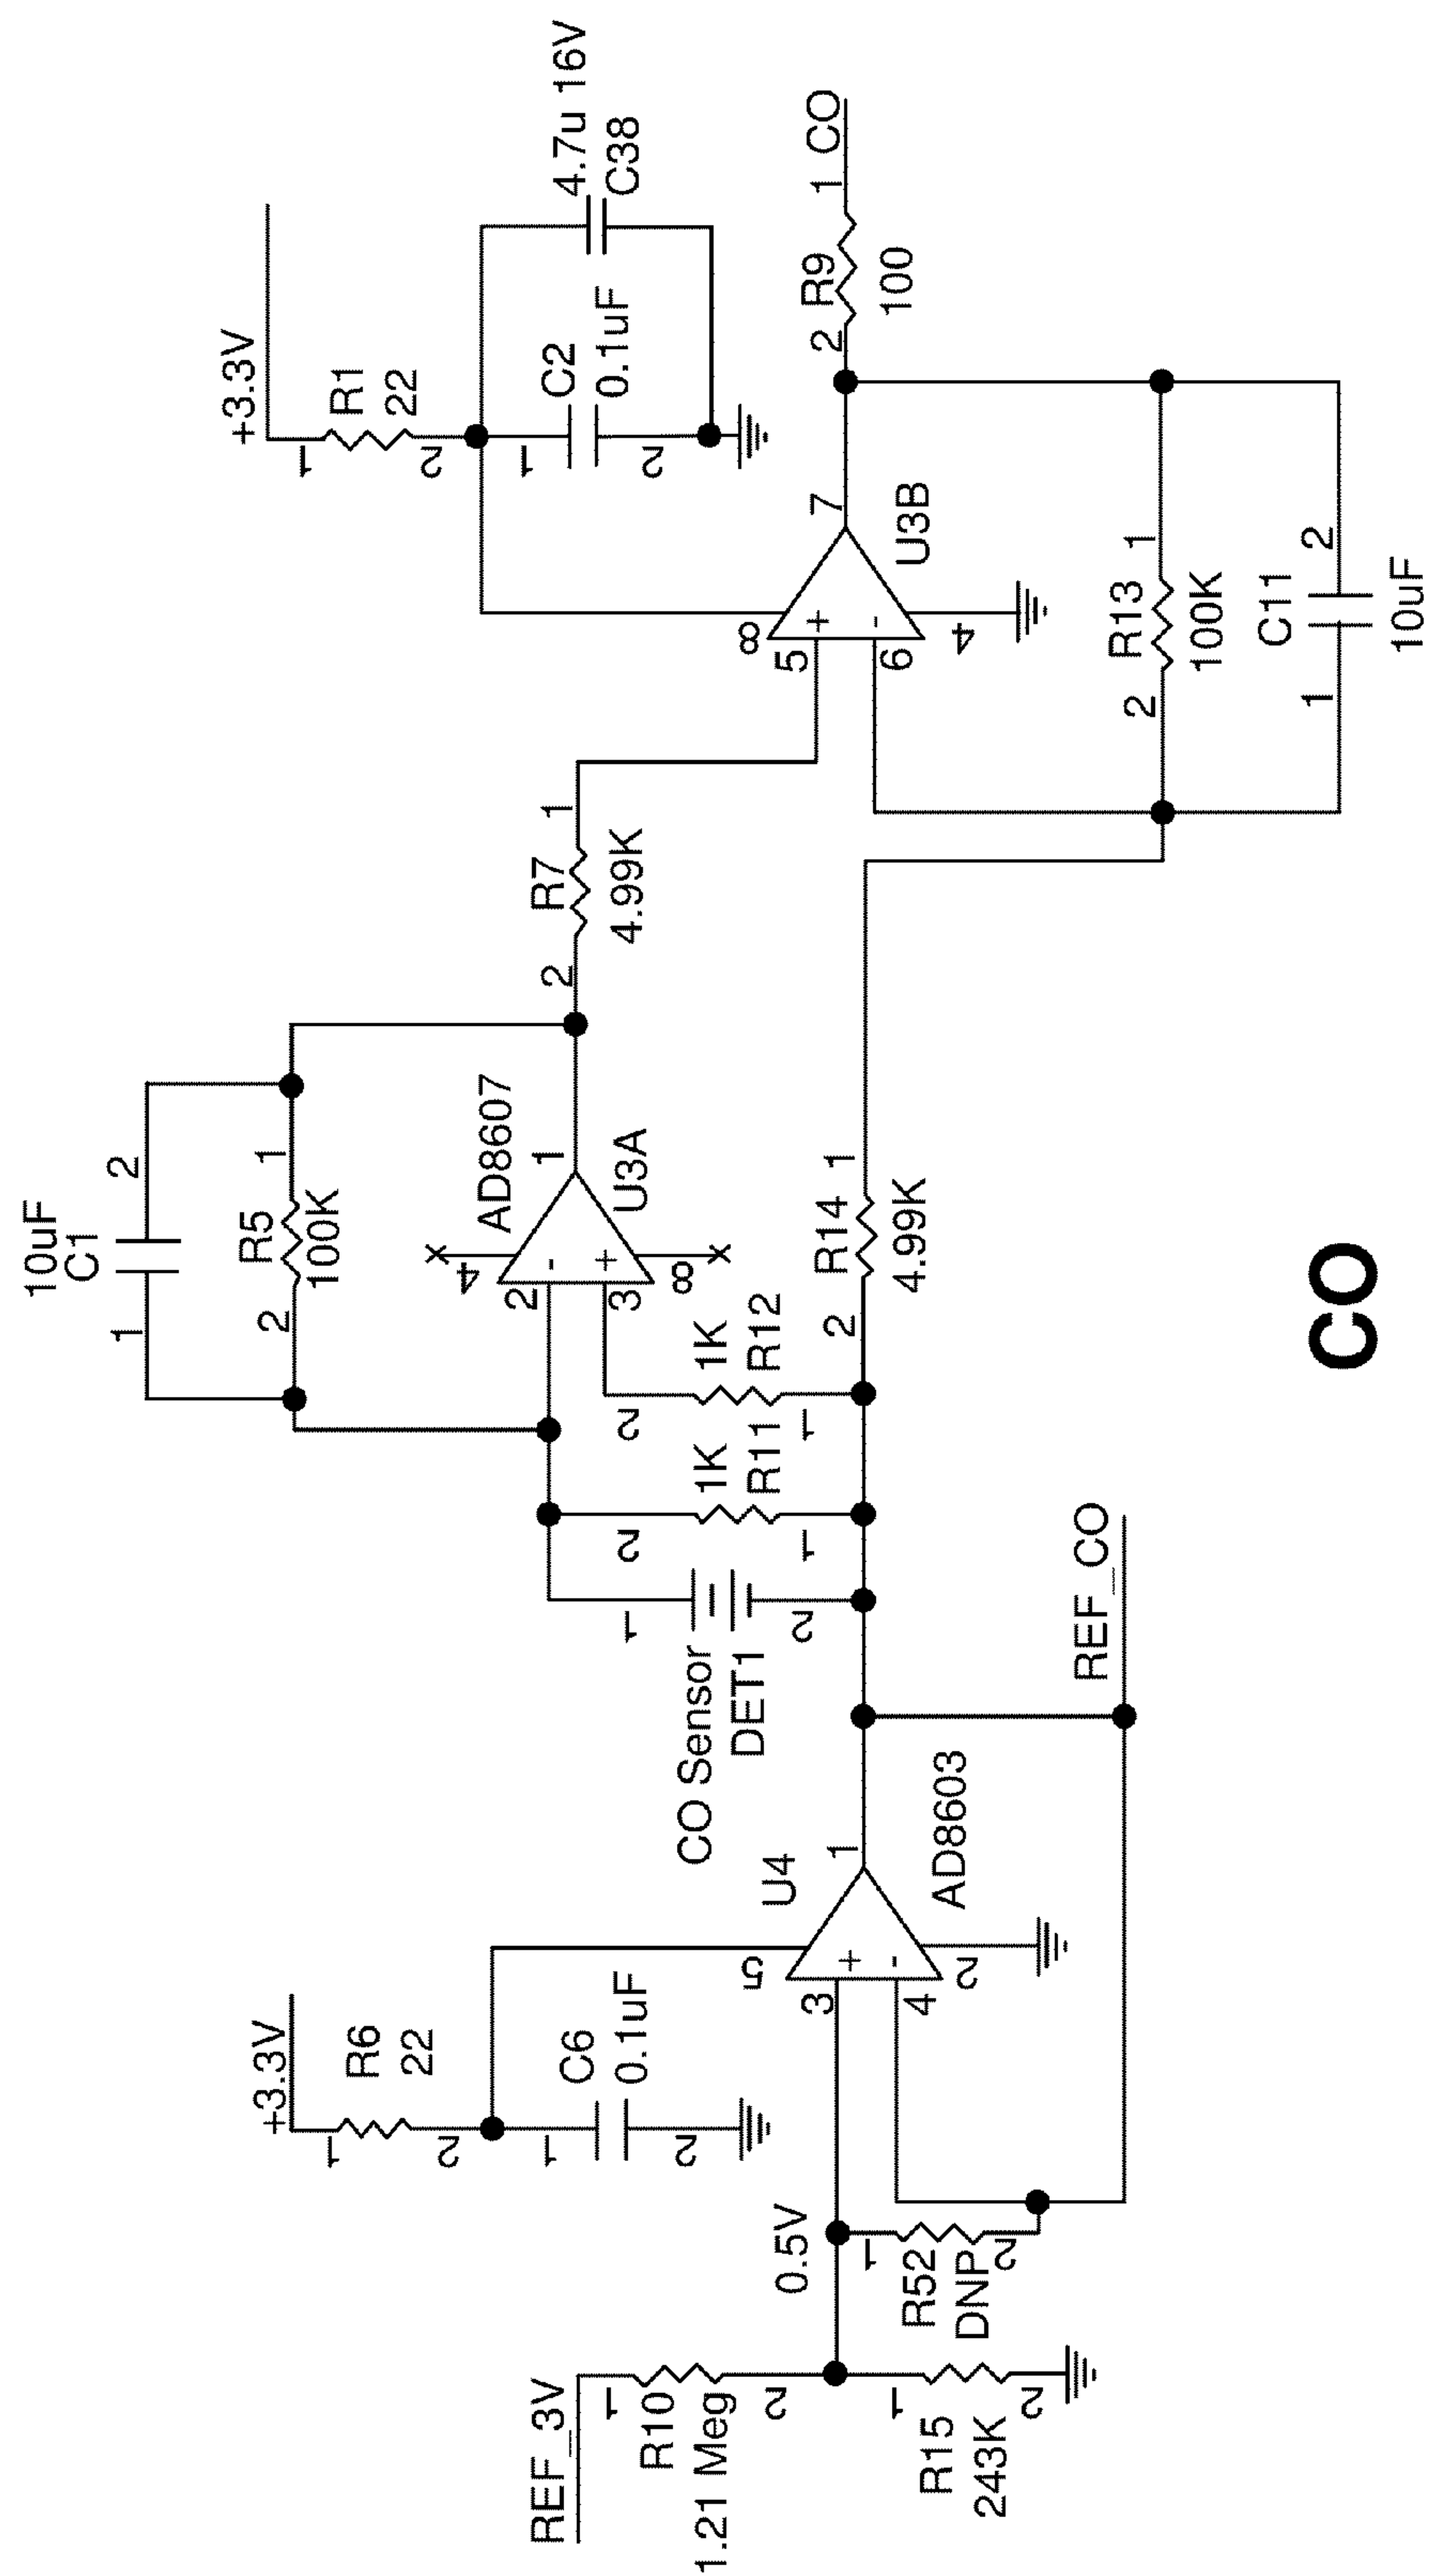 +3.3V
1
R1
22
2
1
C2
0.1uF
2
4.7u 16V
C38
10uF
C1
1
2
R5
100K
2
1
AD8607
4
2
-
3
+
8
1
U3A
2
R7
1
4.99K
8
5
+
6
-
4
7
U3B
2
R9
1
100
CO
2
R13
1
100K
C11
1
2
10uF
+3.3V
1
R6
22
2
1
C6
0.1uF
2
CO Sensor
DET1
1
2
1K
R11
2
1
1K
R12
2
1
2
R14
1
4.99K
U4
5
3
+
4
-
2
1
AD8603
REF_CO
REF_3V
1
R10
1.21 Meg
2
0.5V
1
R52
DNP
2
1
R15
243K
2
CO